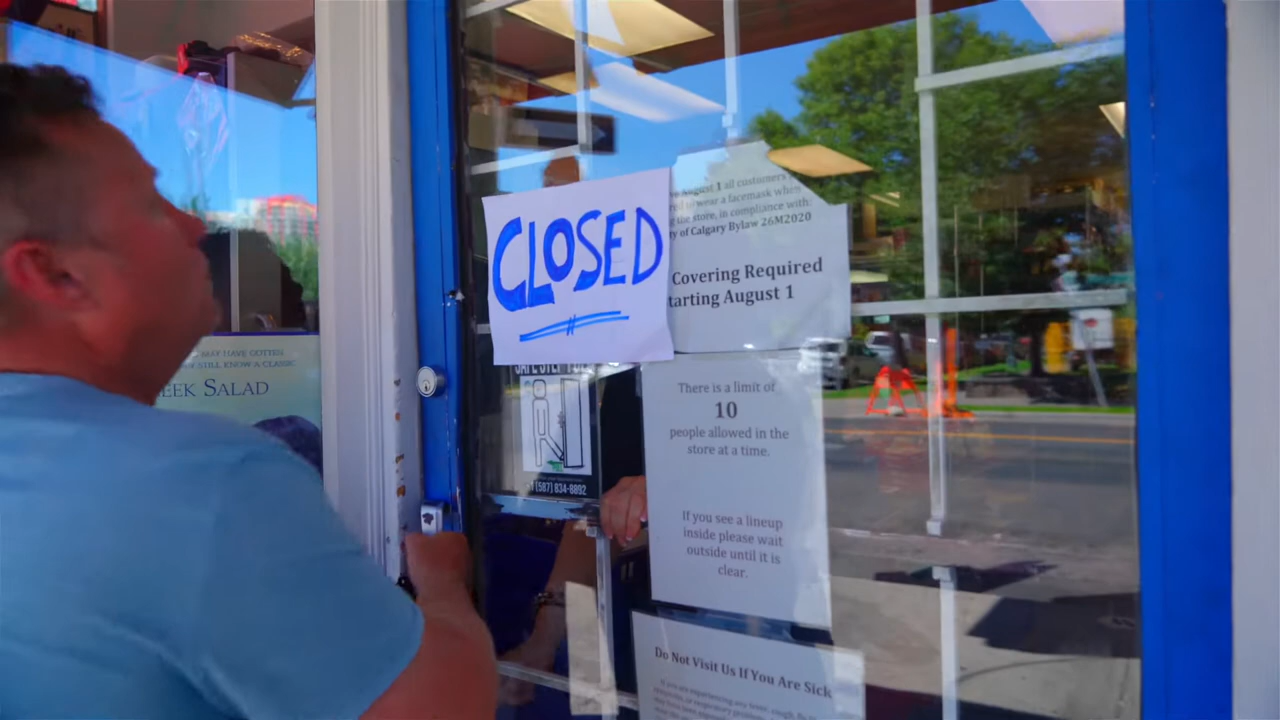 CLOSED
August 1 all customers
to wear a facemask when
the store, in compliance with
of Calgary Bylaw 26M2020
Covering Required
August 1
MAY HAVE GOTTEN
STILL KNOW A CLASSIC
SALAD
(587) 834-8892
There is a limit of
10
people allowed in the
store at a time.
If you see a lineup
inside please wait
outside until it is
clear.
Do Not Visit Us If You Are Sick